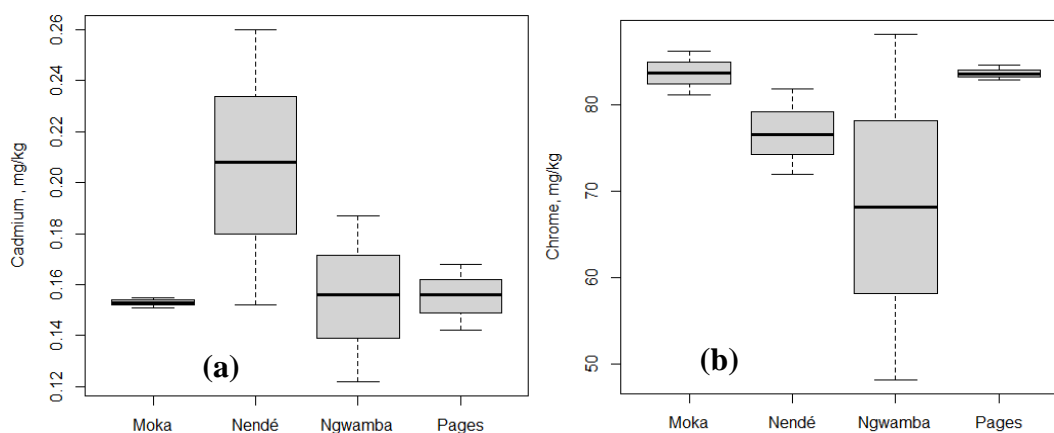 Cadmium , mg/kg
0.26
0.24
0.22
0.20
0.18
0.16
0.14
0.12
(a)
Moka Nendé Ngwamba Pages
Chrome, mg/kg
80
70
60
50
(b)
Moka Nendé Ngwamba Pages